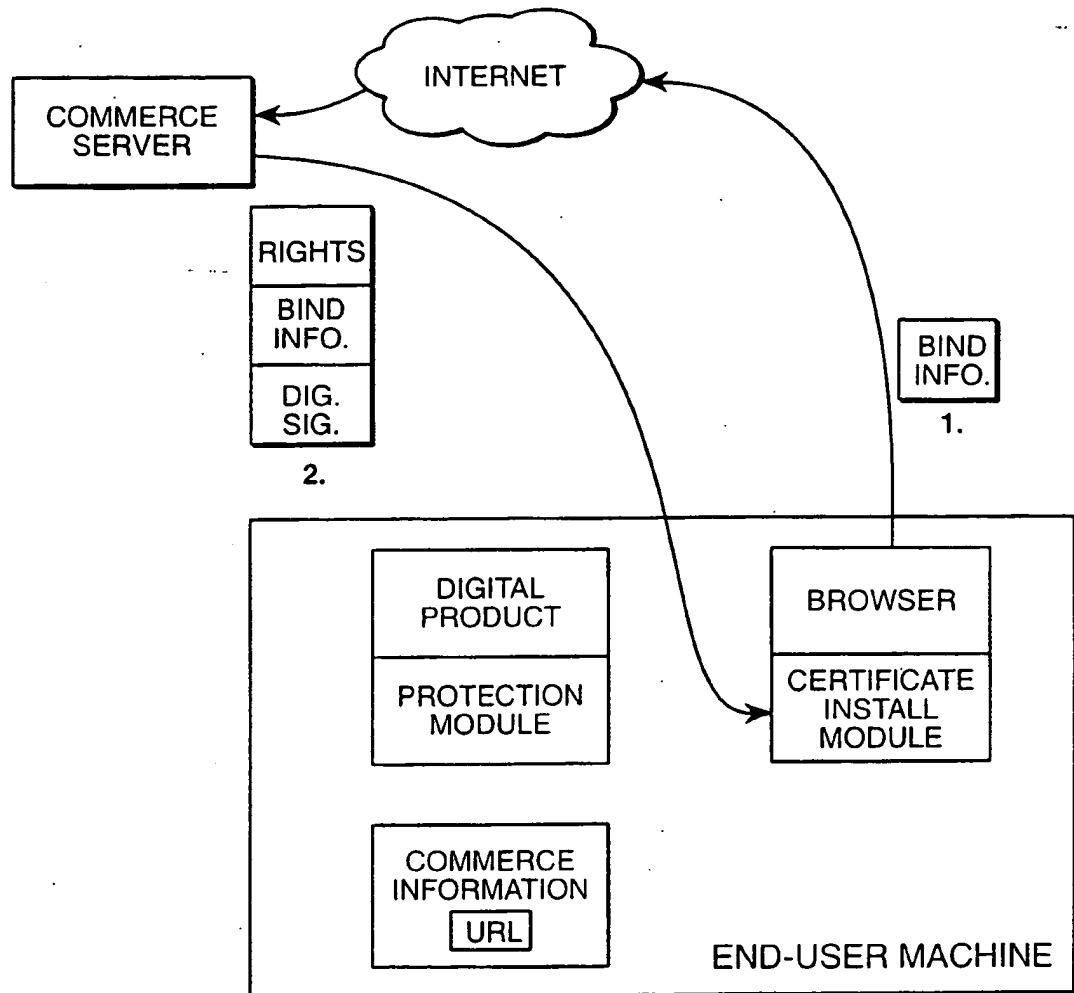 INTERNET
COMMERCE
SERVER
RIGHTS
BIND
INFO.
DIG.
SIG.
2.
BIND
INFO.
1.
DIGITAL
PRODUCT
PROTECTION
MODULE
BROWSER
CERTIFICATE
INSTALL
MODULE
COMMERCE
INFORMATION
URL
END-USER MACHINE